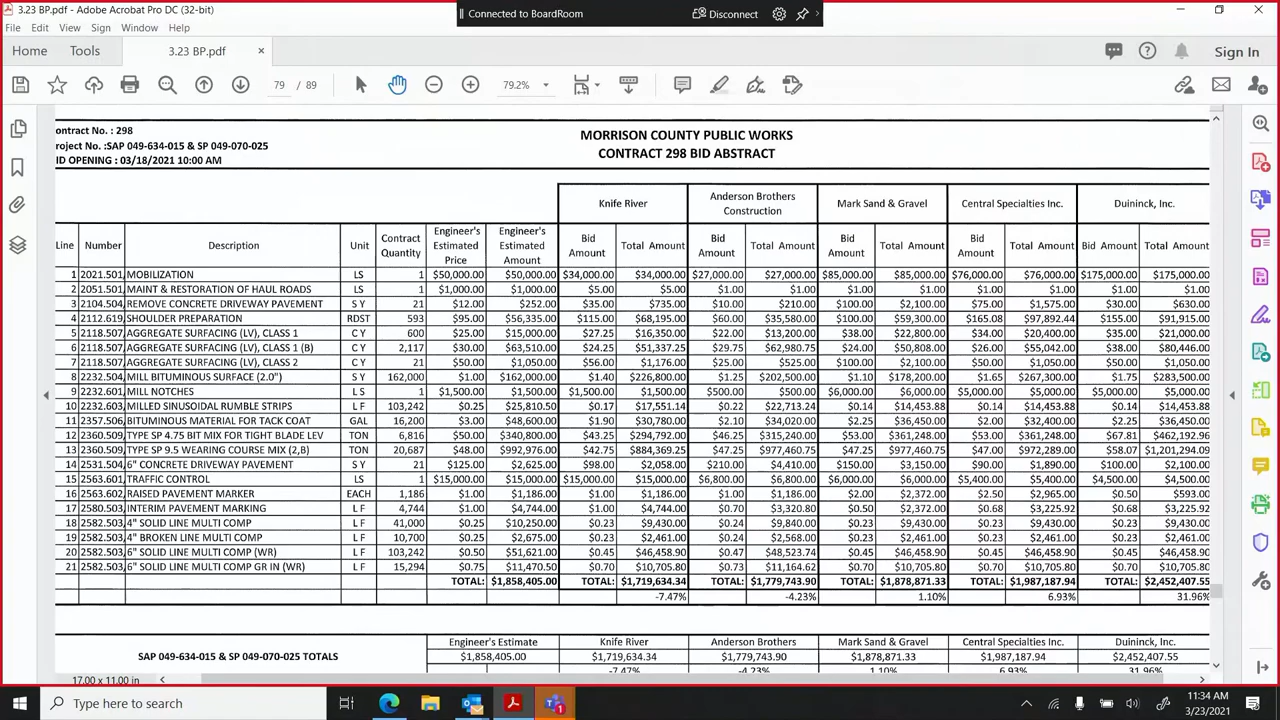 3.23 BP.pdf - Adobe Acrobat Pro DC (32-bit)
Connected to BoardRoom Disconnect
File Edit View Sign Window Help
Home Tools 3.23 BP.pdf × Sign In
79 / 89 79.2%
ontract No. : 298
roject No. :SAP 049-634-015 & SP 049-070-025
ID OPENING : 03/18/2021 10:00 AM
MORRISON COUNTY PUBLIC WORKS
CONTRACT 298 BID ABSTRACT
Knife River Anderson Brothers Construction Mark Sand & Gravel Central Specialties Inc. Duininck, Inc.
Line Number Description Unit Contract Quantity Engineer's Estimated Price Engineer's Estimated Amount Bid Amount Total Amount Bid Amount Total Amount Bid Amount Total Amount Bid Amount Total Amount Bid Amount Total Amount
1 2021.501, MOBILIZATION LS 1 $50,000.00 $50,000.00 $34,000.00 $34,000.00 $27,000.00 $27,000.00 $85,000.00 $85,000.00 $76,000.00 $76,000.00 $175,000.00 $175,000.00
2 2051.501, MAINT & RESTORATION OF HAUL ROADS LS 1 $1,000.00 $1,000.00 $5.00 $5.00 $1.00 $1.00 $1.00 $1.00 $1.00 $1.00 $1.00 $1.00
3 2104.504, REMOVE CONCRETE DRIVEWAY PAVEMENT S Y 21 $12.00 $252.00 $35.00 $735.00 $10.00 $210.00 $100.00 $2,100.00 $75.00 $1,575.00 $30.00 $630.00
4 2112.619, SHOULDER PREPARATION RDST 593 $95.00 $56,335.00 $115.00 $68,195.00 $60.00 $35,580.00 $100.00 $59,300.00 $165.08 $97,892.44 $155.00 $91,915.00
5 2118.507, AGGREGATE SURFACING (LV), CLASS 1 C Y 600 $25.00 $15,000.00 $27.25 $16,350.00 $22.00 $13,200.00 $38.00 $22,800.00 $34.00 $20,400.00 $35.00 $21,000.00
6 2118.507, AGGREGATE SURFACING (LV), CLASS 1 (B) C Y 2,117 $30.00 $63,510.00 $24.25 $51,337.25 $29.75 $62,980.75 $24.00 $50,808.00 $26.00 $55,042.00 $38.00 $80,446.00
7 2118.507, AGGREGATE SURFACING (LV), CLASS 2 C Y 21 $50.00 $1,050.00 $56.00 $1,176.00 $25.00 $525.00 $100.00 $2,100.00 $50.00 $1,050.00 $50.00 $1,050.00
8 2232.504, MILL BITUMINOUS SURFACE (2.0") S Y 162,000 $1.00 $162,000.00 $1.40 $226,800.00 $1.25 $202,500.00 $1.10 $178,200.00 $1.65 $267,300.00 $1.75 $283,500.00
9 2232.601, MILL NOTCHES L S 1 $1,500.00 $1,500.00 $1,500.00 $1,500.00 $500.00 $500.00 $6,000.00 $6,000.00 $5,000.00 $5,000.00 $5,000.00 $5,000.00
10 2232.603, MILLED SINUSOIDAL RUMBLE STRIPS L F 103,242 $0.25 $25,810.50 $0.17 $17,551.14 $0.22 $22,713.24 $0.14 $14,453.88 $0.14 $14,453.88 $0.14 $14,453.88
11 2357.506, BITUMINOUS MATERIAL FOR TACK COAT GAL 16,200 $3.00 $48,600.00 $1.90 $30,780.00 $2.10 $34,020.00 $2.25 $36,450.00 $2.00 $32,400.00 $2.25 $36,450.00
12 2360.509, TYPE SP 4.75 BIT MIX FOR TIGHT BLADE LEV TON 6,816 $50.00 $340,800.00 $43.25 $294,792.00 $46.25 $315,240.00 $53.00 $361,248.00 $53.00 $361,248.00 $67.81 $462,192.96
13 2360.509, TYPE SP 9.5 WEARING COURSE MIX (2,B) TON 20,687 $48.00 $992,976.00 $42.75 $884,369.25 $47.25 $977,460.75 $47.25 $977,460.75 $47.00 $972,289.00 $58.07 $1,201,294.09
14 2531.504, 6" CONCRETE DRIVEWAY PAVEMENT S Y 21 $125.00 $2,625.00 $98.00 $2,058.00 $210.00 $4,410.00 $150.00 $3,150.00 $90.00 $1,890.00 $100.00 $2,100.00
15 2563.601, TRAFFIC CONTROL LS 1 $15,000.00 $15,000.00 $15,000.00 $15,000.00 $6,800.00 $6,800.00 $6,000.00 $6,000.00 $5,400.00 $5,400.00 $4,500.00 $4,500.00
16 2563.602, RAISED PAVEMENT MARKER EACH 1,186 $1.00 $1,186.00 $1.00 $1,186.00 $1.00 $1,186.00 $2.00 $2,372.00 $2.50 $2,965.00 $0.50 $593.00
17 2580.503, INTERIM PAVEMENT MARKING L F 4,744 $1.00 $4,744.00 $1.00 $4,744.00 $0.70 $3,320.80 $0.50 $2,372.00 $0.68 $3,225.92 $0.68 $3,225.92
18 2582.503, 4" SOLID LINE MULTI COMP L F 41,000 $0.25 $10,250.00 $0.23 $9,430.00 $0.24 $9,840.00 $0.23 $9,430.00 $0.23 $9,430.00 $0.23 $9,430.00
19 2582.503, 4" BROKEN LINE MULTI COMP L F 10,700 $0.25 $2,675.00 $0.23 $2,461.00 $0.24 $2,568.00 $0.23 $2,461.00 $0.23 $2,461.00 $0.23 $2,461.00
20 2582.503, 6" SOLID LINE MULTI COMP (WR) L F 103,242 $0.50 $51,621.00 $0.45 $46,458.90 $0.47 $48,523.74 $0.45 $46,458.90 $0.45 $46,458.90 $0.45 $46,458.90
21 2582.503, 6" SOLID LINE MULTI COMP GR IN (WR) L F 15,294 $0.75 $11,470.50 $0.70 $10,705.80 $0.73 $11,164.62 $0.70 $10,705.80 $0.70 $10,705.80 $0.70 $10,705.80
TOTAL: $1,858,405.00 TOTAL: $1,719,634.34 TOTAL: $1,779,743.90 TOTAL: $1,878,871.33 TOTAL: $1,987,187.94 TOTAL: $2,452,407.55
-7.47% -4.23% 1.10% 6.93% 31.96%
Engineer's Estimate Knife River Anderson Brothers Mark Sand & Gravel Central Specialties Inc. Duininck, Inc.
SAP 049-634-015 & SP 049-070-025 TOTALS $1,858,405.00 $1,719,634.34 $1,779,743.90 $1,878,871.33 $1,987,187.94 $2,452,407.55
-7.47% -4.23% 1.10% 6.93% 31.96%
17.00 x 11.00 in
Type here to search
11:34 AM
3/23/2021